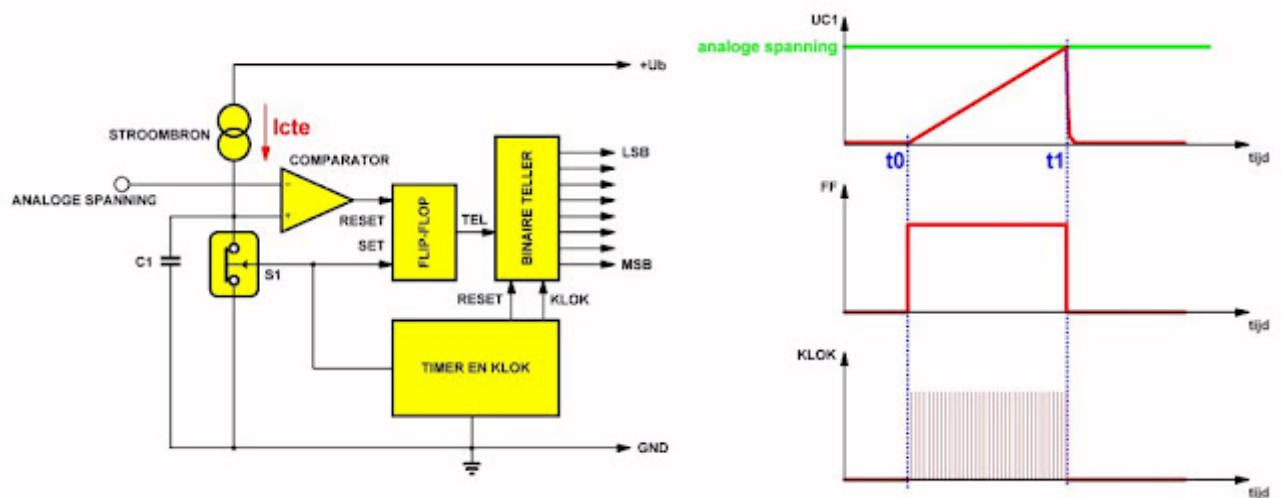 +Ub
Icte
STROOMBRON
COMPARATOR
ANALOGE SPANNING
-
+
RESET
SET
FLIP-FLOP
TEL
BINAIRE TELLER
LSB
MSB
C1
S1
RESET
KLOK
TIMER EN KLOK
GND
UC1
analoge spanning
t0
t1
tijd
FF
tijd
KLOK
tijd